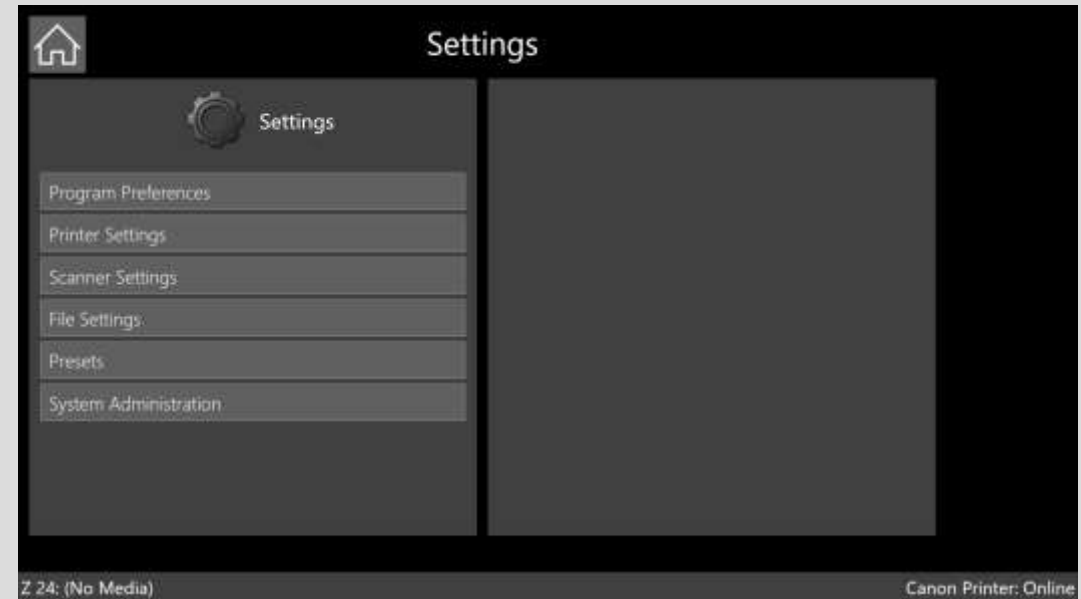 Settings
Settings
Program Preferences
Printer Settings
Scanner Settings
File Settings
Presets
System Administration
Z 24: (No Media)
Canon Printer: Online